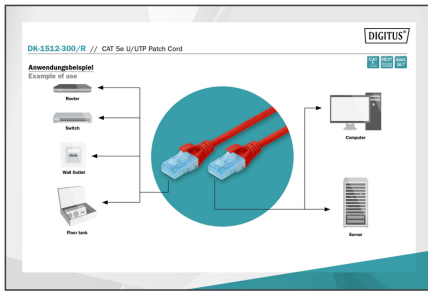 DIGITUS®
DK-1512-300/R // CAT 5e U/UTP Patch Cord
Anwendungsbeispiel
Example of use
Router
Switch
Wall Outlet
Floor tank
Computer
Server